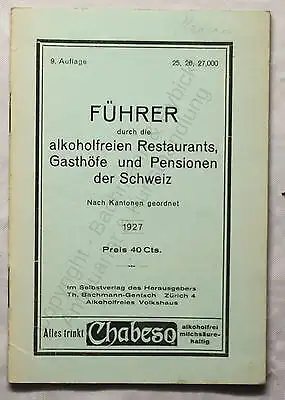 9. Auflage 25, 26, 27,000
FÜHRER
durch die
alkoholfreien Restaurants,
Gasthöfe und Pensionen
der Schweiz
Nach Kantonen geordnet
1927
Preis 40 Cts.
Im Selbstverlag des Herausgebers
Th. Bachmann-Gentsch Zürich 4
Alkoholfreies Volkshaus
Alles trinkt Chabeso alkoholfrei
milchsäure-
haltig